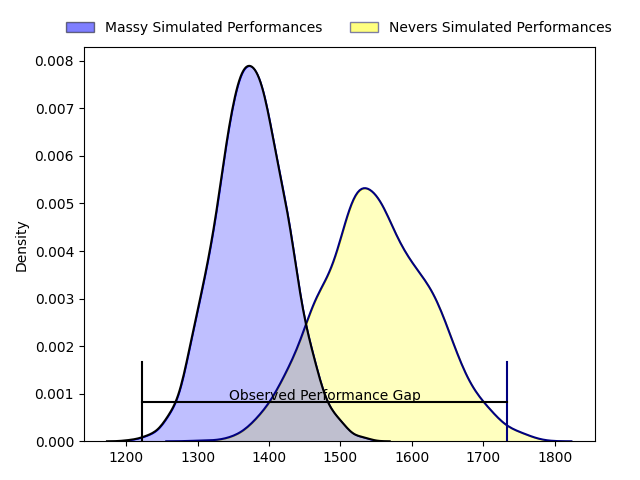 Massy Simulated Performances
Nevers Simulated Performances
0.008
0.007
0.006
0.005
0.004
0.003
0.002
0.001
0.000
Density
Observed Performance Gap
1200 1300 1400 1500 1600 1700 1800